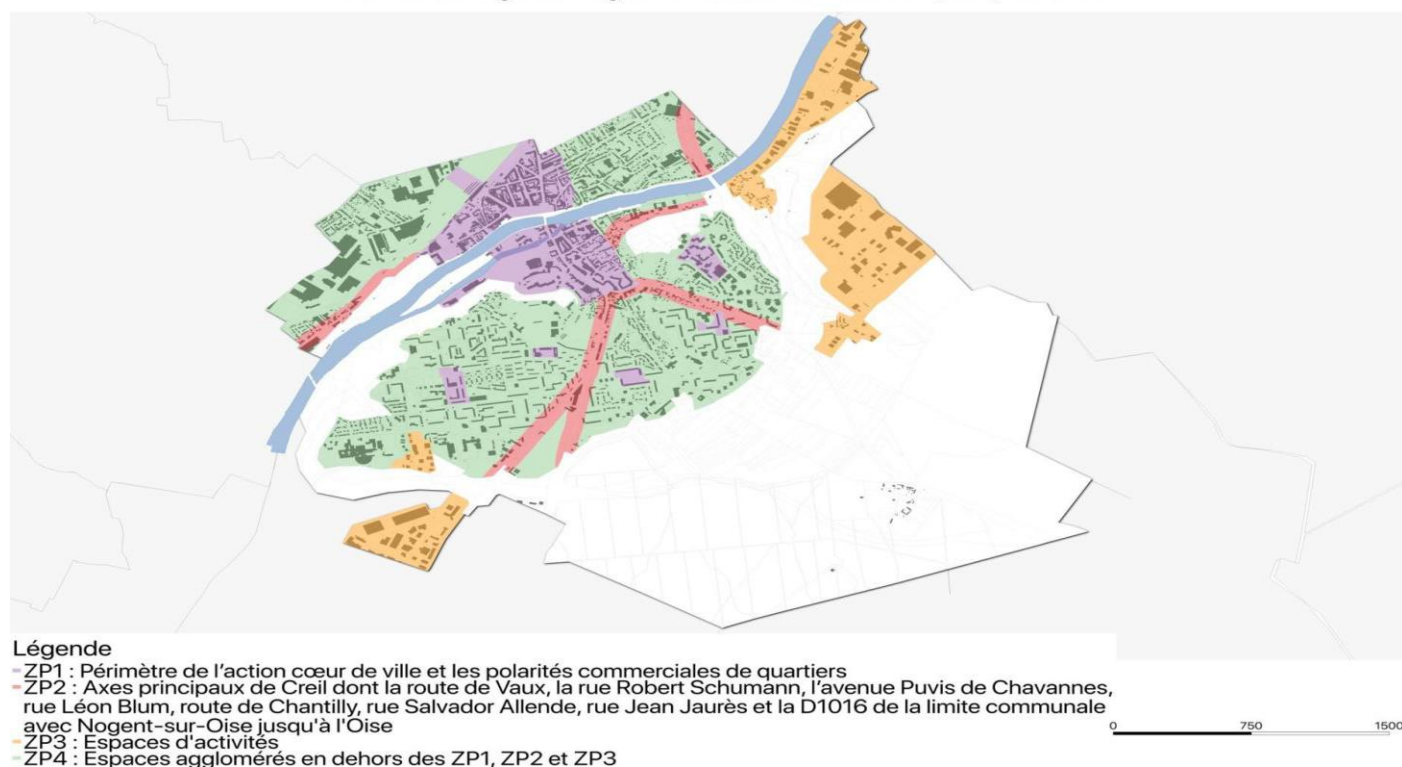 Légende
ZP1 : Périmètre de l'action cœur de ville et les polarités commerciales de quartiers
ZP2 : Axes principaux de Creil dont la route de Vaux, la rue Robert Schumann, l'avenue Puvis de Chavannes,
rue Léon Blum, route de Chantilly, rue Salvador Allende, rue Jean Jaurès et la D1016 de la limite communale
avec Nogent-sur-Oise jusqu'à l'Oise
ZP3 : Espaces d'activités
ZP4 : Espaces agglomérés en dehors des ZP1, ZP2 et ZP3
0 750 1500